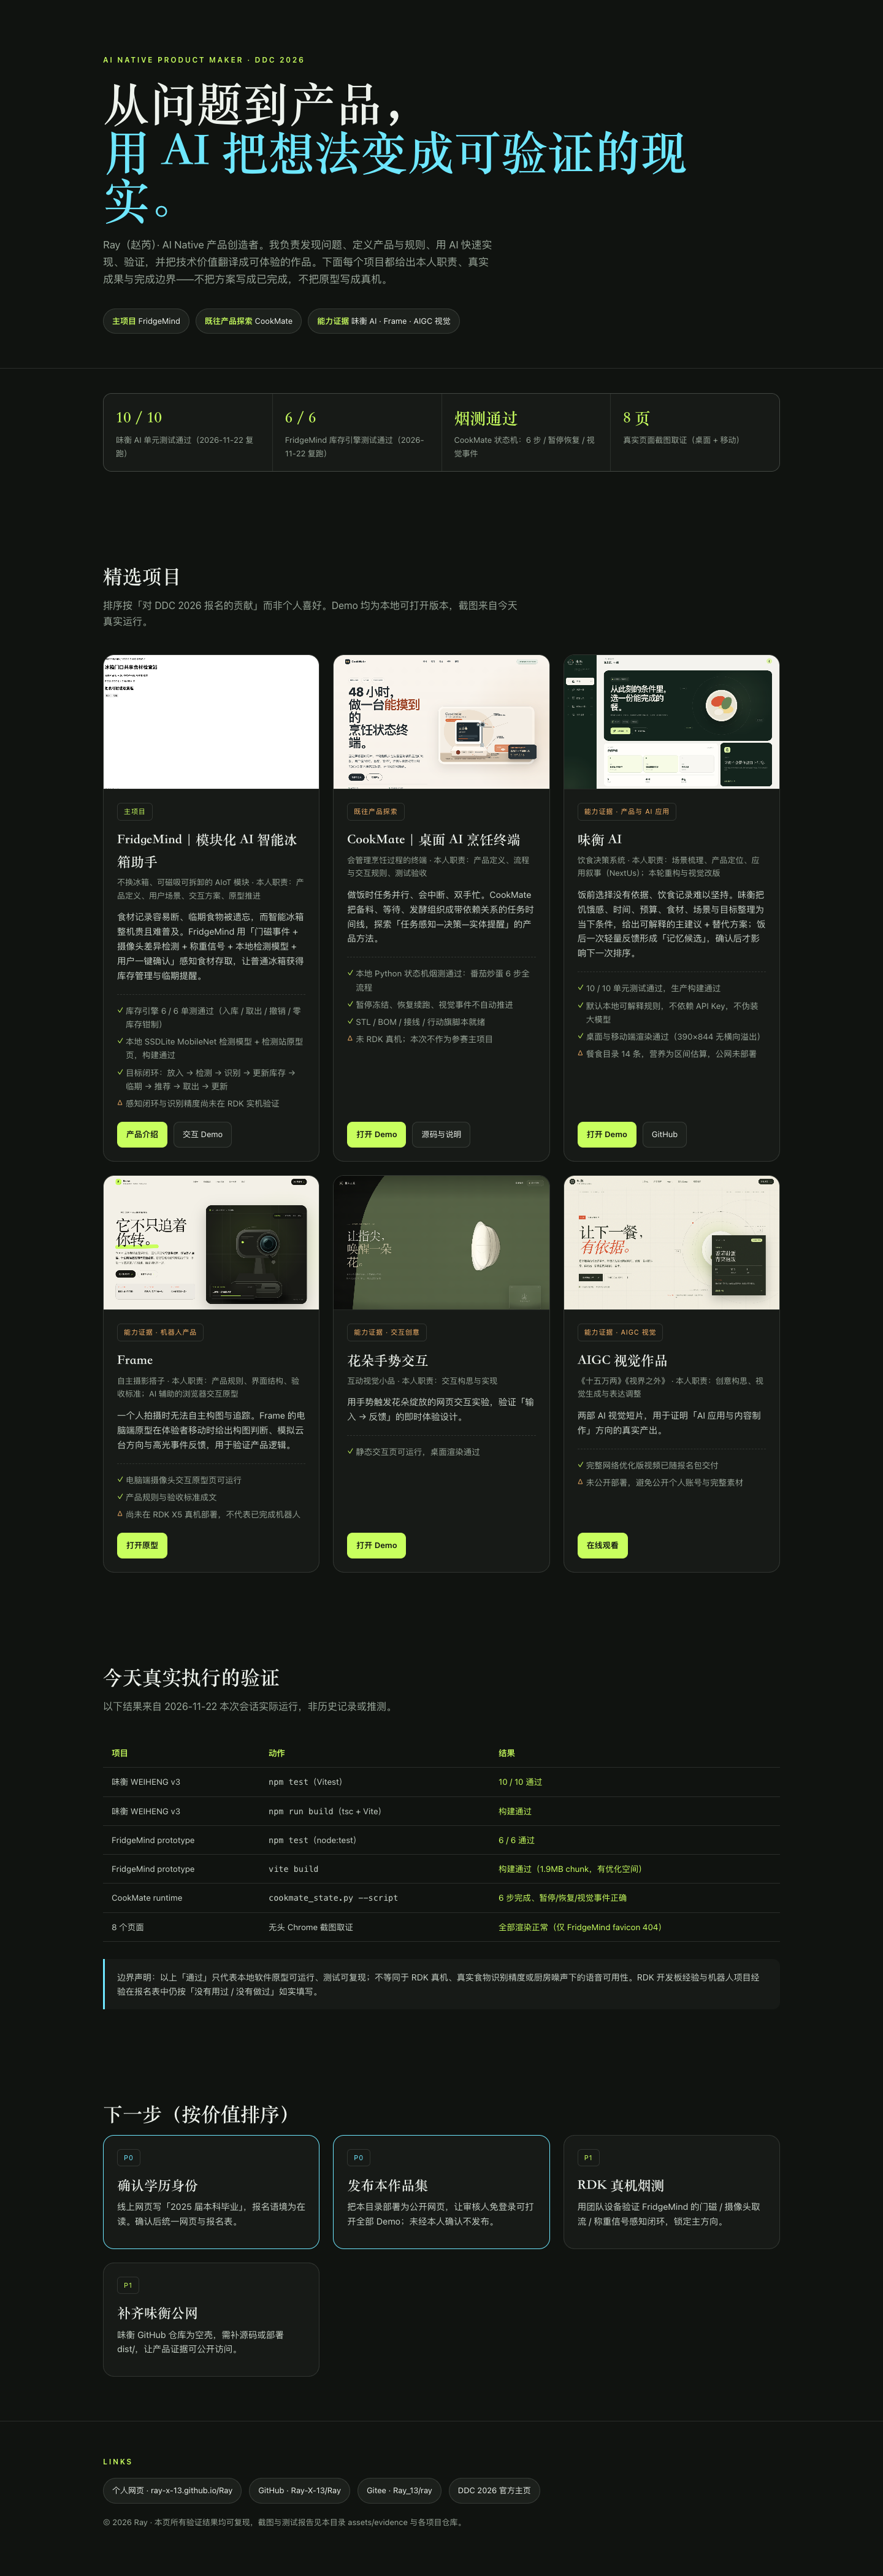 AI NATIVE PRODUCT MAKER · DDC 2026
从问题到产品，
用 AI 把想法变成可验证的现
实。
Ray（赵芮）· AI Native 产品创造者。我负责发现问题、定义产品与规则、用 AI 快速实
现、验证，并把技术价值翻译成可体验的作品。下面每个项目都给出本人职责、真实
成果与完成边界——不把方案写成已完成，不把原型写成真机。
主项目 FridgeMind
既往产品探索 CookMate
能力证据 味衡 AI · Frame · AIGC 视觉
10 / 10
味衡 AI 单元测试通过（2026-11-22 复
跑）
6 / 6
FridgeMind 库存引擎测试通过（2026-
11-22 复跑）
烟测通过
CookMate 状态机：6 步 / 暂停恢复 / 视
觉事件
8 页
真实页面截图取证（桌面 + 移动）
精选项目
排序按「对 DDC 2026 报名的贡献」而非个人喜好。Demo 均为本地可打开版本，截图来自今天
真实运行。
主项目
FridgeMind｜模块化 AI 智能冰
箱助手
不换冰箱、可磁吸可拆卸的 AIoT 模块 · 本人职责：产
品定义、用户场景、交互方案、原型推进
食材记录容易断、临期食物被遗忘，而智能冰箱
整机贵且难普及。FridgeMind 用「门磁事件 +
摄像头差异检测 + 称重信号 + 本地检测模型 +
用户一键确认」感知食材存取，让普通冰箱获得
库存管理与临期提醒。
✓ 库存引擎 6 / 6 单测通过（入库 / 取出 / 撤销 / 零
库存钳制）
✓ 本地 SSDLite MobileNet 检测模型 + 检测站原型
页，构建通过
✓ 目标闭环：放入 → 检测 → 识别 → 更新库存 →
临期 → 推荐 → 取出 → 更新
△ 感知闭环与识别精度尚未在 RDK 实机验证
产品介绍
交互 Demo
48 小时，
做一台能摸到
的
烹饪状态终
端。
既往产品探索
CookMate｜桌面 AI 烹饪终端
会管理烹饪过程的终端 · 本人职责：产品定义、流程
与交互规则、测试验收
做饭时任务并行、会中断、双手忙。CookMate
把备料、等待、发酵组织成带依赖关系的任务时
间线，探索「任务感知—决策—实体提醒」的产
品方法。
✓ 本地 Python 状态机烟测通过：番茄炒蛋 6 步全
流程
✓ 暂停冻结、恢复续跑、视觉事件不自动推进
✓ STL / BOM / 接线 / 行动旗脚本就绪
△ 未 RDK 真机；本次不作为参赛主项目
打开 Demo
源码与说明
从此刻的条件里，
选一份能完成的
餐。
能力证据 · 产品与 AI 应用
味衡 AI
饮食决策系统 · 本人职责：场景梳理、产品定位、应
用叙事（NextUs）；本轮重构与视觉改版
饭前选择没有依据、饮食记录难以坚持。味衡把
饥饿感、时间、预算、食材、场景与目标整理为
当下条件，给出可解释的主建议 + 替代方案；饭
后一次轻量反馈形成「记忆候选」，确认后才影
响下一次排序。
✓ 10 / 10 单元测试通过，生产构建通过
✓ 默认本地可解释规则，不依赖 API Key，不伪装
大模型
✓ 桌面与移动端渲染通过（390×844 无横向溢出）
△ 餐食目录 14 条，营养为区间估算，公网未部署
打开 Demo
GitHub
它不只追着
你转。
能力证据 · 机器人产品
Frame
自主摄影搭子 · 本人职责：产品规则、界面结构、验
收标准；AI 辅助的浏览器交互原型
一个人拍摄时无法自主构图与追踪。Frame 的电
脑端原型在体验者移动时给出构图判断、模拟云
台方向与高光事件反馈，用于验证产品逻辑。
✓ 电脑端摄像头交互原型页可运行
✓ 产品规则与验收标准成文
△ 尚未在 RDK X5 真机部署，不代表已完成机器人
打开原型
让指尖，
唤醒一朵
花。
能力证据 · 交互创意
花朵手势交互
互动视觉小品 · 本人职责：交互构思与实现
用手势触发花朵绽放的网页交互实验，验证「输
入 → 反馈」的即时体验设计。
✓ 静态交互页可运行，桌面渲染通过
打开 Demo
让下一餐，
有依据。
能力证据 · AIGC 视觉
AIGC 视觉作品
《十五万两》《视界之外》 · 本人职责：创意构思、视
觉生成与表达调整
两部 AI 视觉短片，用于证明「AI 应用与内容制
作」方向的真实产出。
✓ 完整网络优化版视频已随报名包交付
△ 未公开部署，避免公开个人账号与完整素材
在线观看
今天真实执行的验证
以下结果来自 2026-11-22 本次会话实际运行，非历史记录或推测。
项目 动作 结果
味衡 WEIHENG v3 npm test（Vitest） 10 / 10 通过
味衡 WEIHENG v3 npm run build（tsc + Vite） 构建通过
FridgeMind prototype npm test（node:test） 6 / 6 通过
FridgeMind prototype vite build 构建通过（1.9MB chunk，有优化空间）
CookMate runtime cookmate_state.py --script 6 步完成、暂停/恢复/视觉事件正确
8 个页面 无头 Chrome 截图取证 全部渲染正常（仅 FridgeMind favicon 404）
边界声明：以上「通过」只代表本地软件原型可运行、测试可复现；不等同于 RDK 真机、真实食物识别精度或厨房噪声下的语音可用性。RDK 开发板经验与机器人项目经
验在报名表中仍按「没有用过 / 没有做过」如实填写。
下一步（按价值排序）
P0
确认学历身份
线上网页写「2025 届本科毕业」，报名语境为在
读。确认后统一网页与报名表。
P0
发布本作品集
把本目录部署为公开网页，让审核人免登录可打
开全部 Demo；未经本人确认不发布。
P1
RDK 真机烟测
用团队设备验证 FridgeMind 的门磁 / 摄像头取
流 / 称重信号感知闭环，锁定主方向。
P1
补齐味衡公网
味衡 GitHub 仓库为空壳，需补源码或部署
dist/，让产品证据可公开访问。
LINKS
个人网页 · ray-x-13.github.io/Ray
GitHub · Ray-X-13/Ray
Gitee · Ray_13/ray
DDC 2026 官方主页
© 2026 Ray · 本页所有验证结果均可复现，截图与测试报告见本目录 assets/evidence 与各项目仓库。